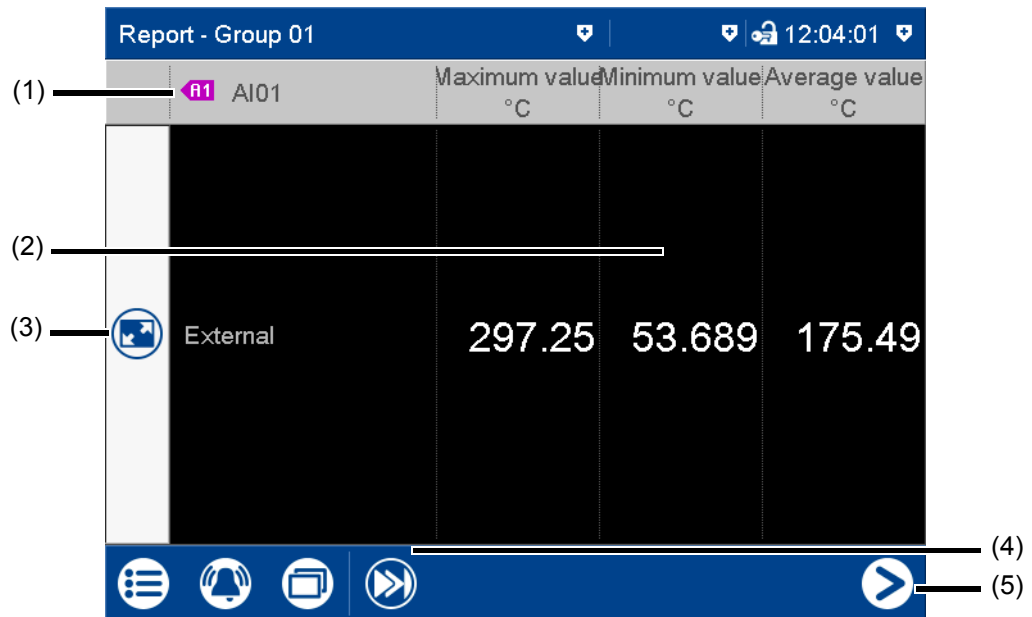 Report - Group 01 12:04:01
(1) A1 AI01 Maximum value Minimum value Average value
°C °C °C
(2)
(3) External 297.25 53.689 175.49
(4)
(5)